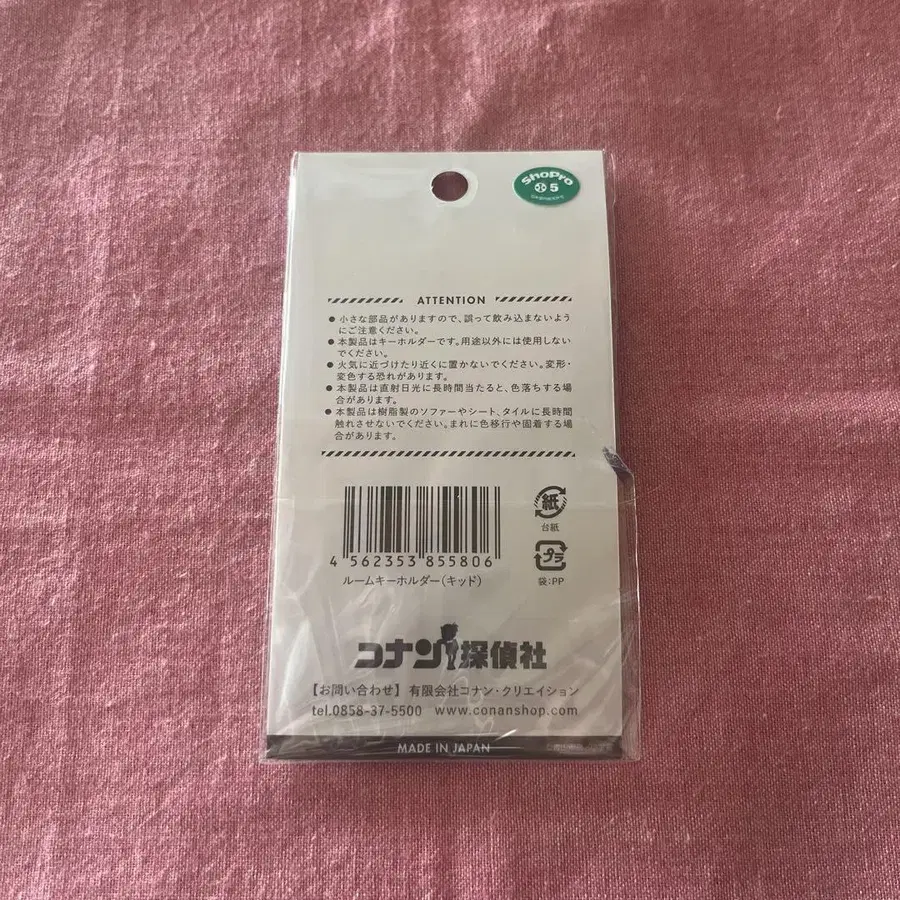 ShoPro
小 5
ATTENTION
● 小さな部品がありますので、誤って飲み込まないよう
にご注意ください。
● 本製品はキーホルダーです。用途以外には使用しない
でください。
● 火気に近づけたり近くに置かないでください。変形・
変色する恐れがあります。
● 本製品は直射日光に長時間当たると、色落ちする場
合があります。
● 本製品は樹脂製のソファーやシート、タイルに長時間
触れさせないでください。まれに色移行や固着する場
合があります。
紙
台紙
プラ
袋:PP
4 562353 855806
ルームキーホルダー(キッド)
コナン探偵社
【お問い合わせ】有限会社コナン・クリエイション
tel.0858-37-5500 www.conanshop.com
MADE IN JAPAN